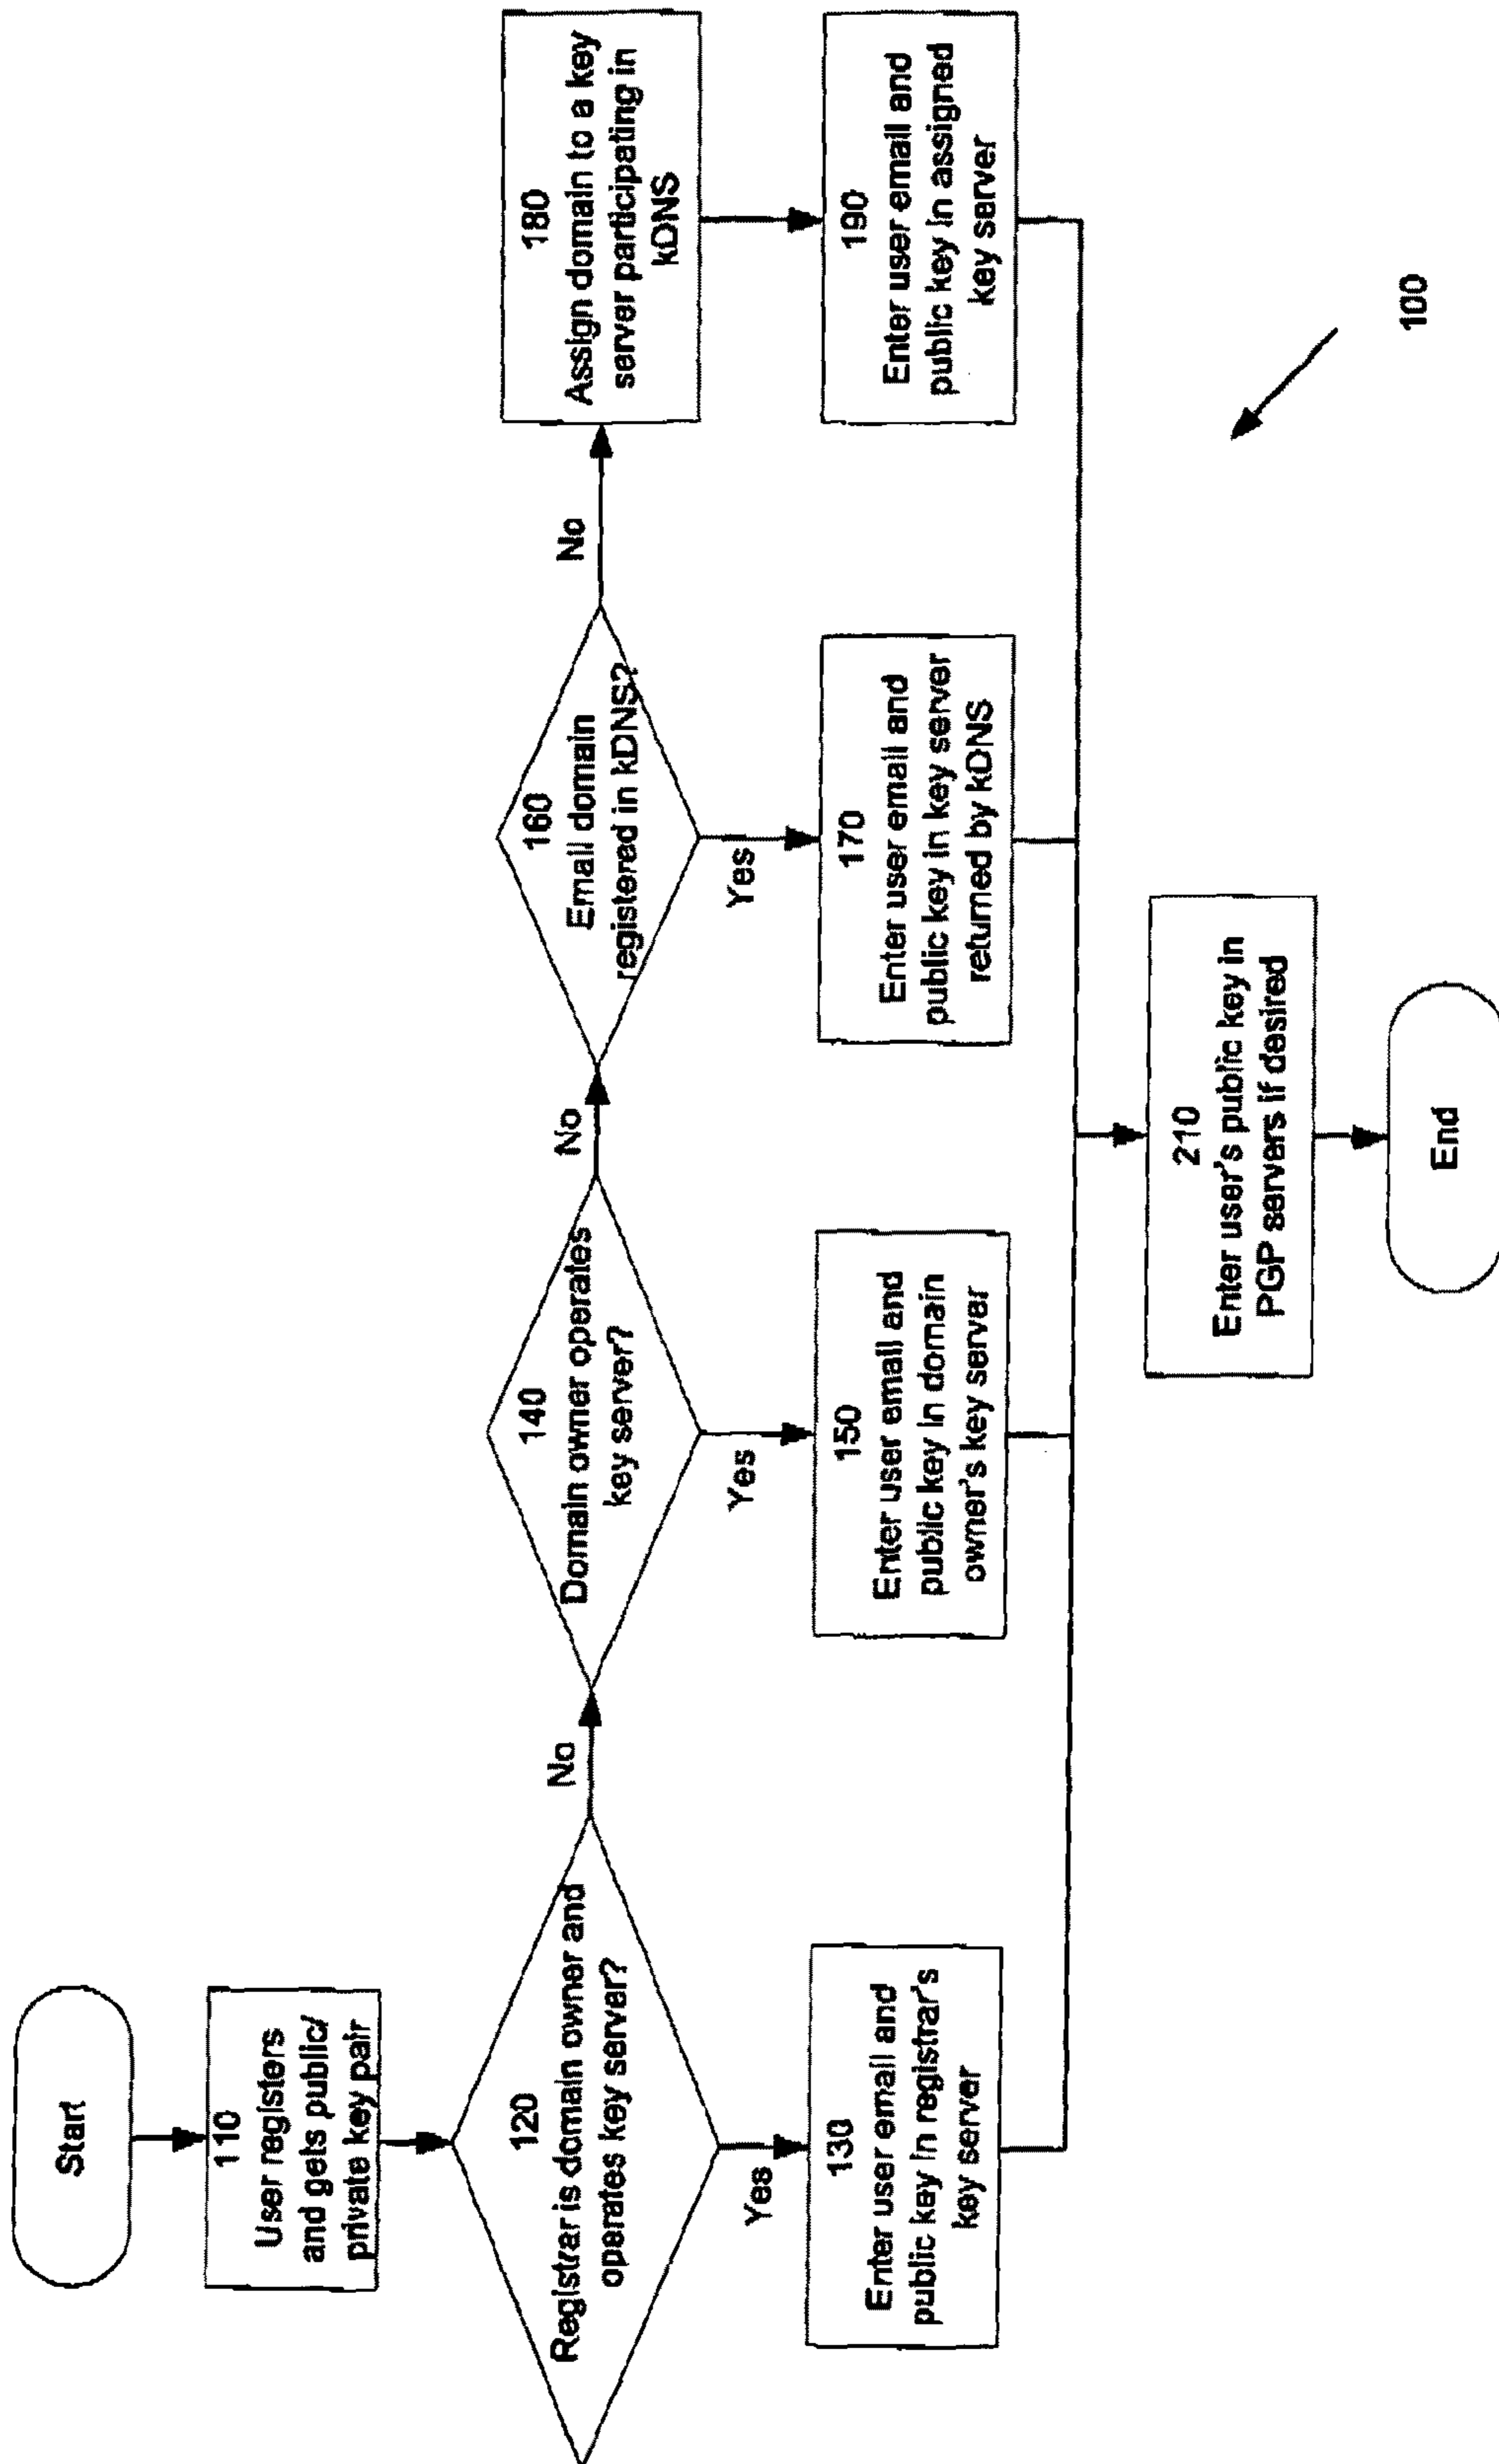 Start
110
User registers
and gets public/
private key pair
120
Registrar is domain owner and
operates key server?
Yes
No
130
Enter user email and
public key in registrar's
key server
140
Domain owner operates
key server?
Yes
No
150
Enter user email and
public key in domain
owner's key server
160
Email domain
registered in kDNS?
Yes
No
170
Enter user email and
public key in key server
returned by kDNS
180
Assign domain to a key
server participating in
kDNS
190
Enter user email and
public key in assigned
key server
210
Enter user's public key in
PGP servers if desired
End
100